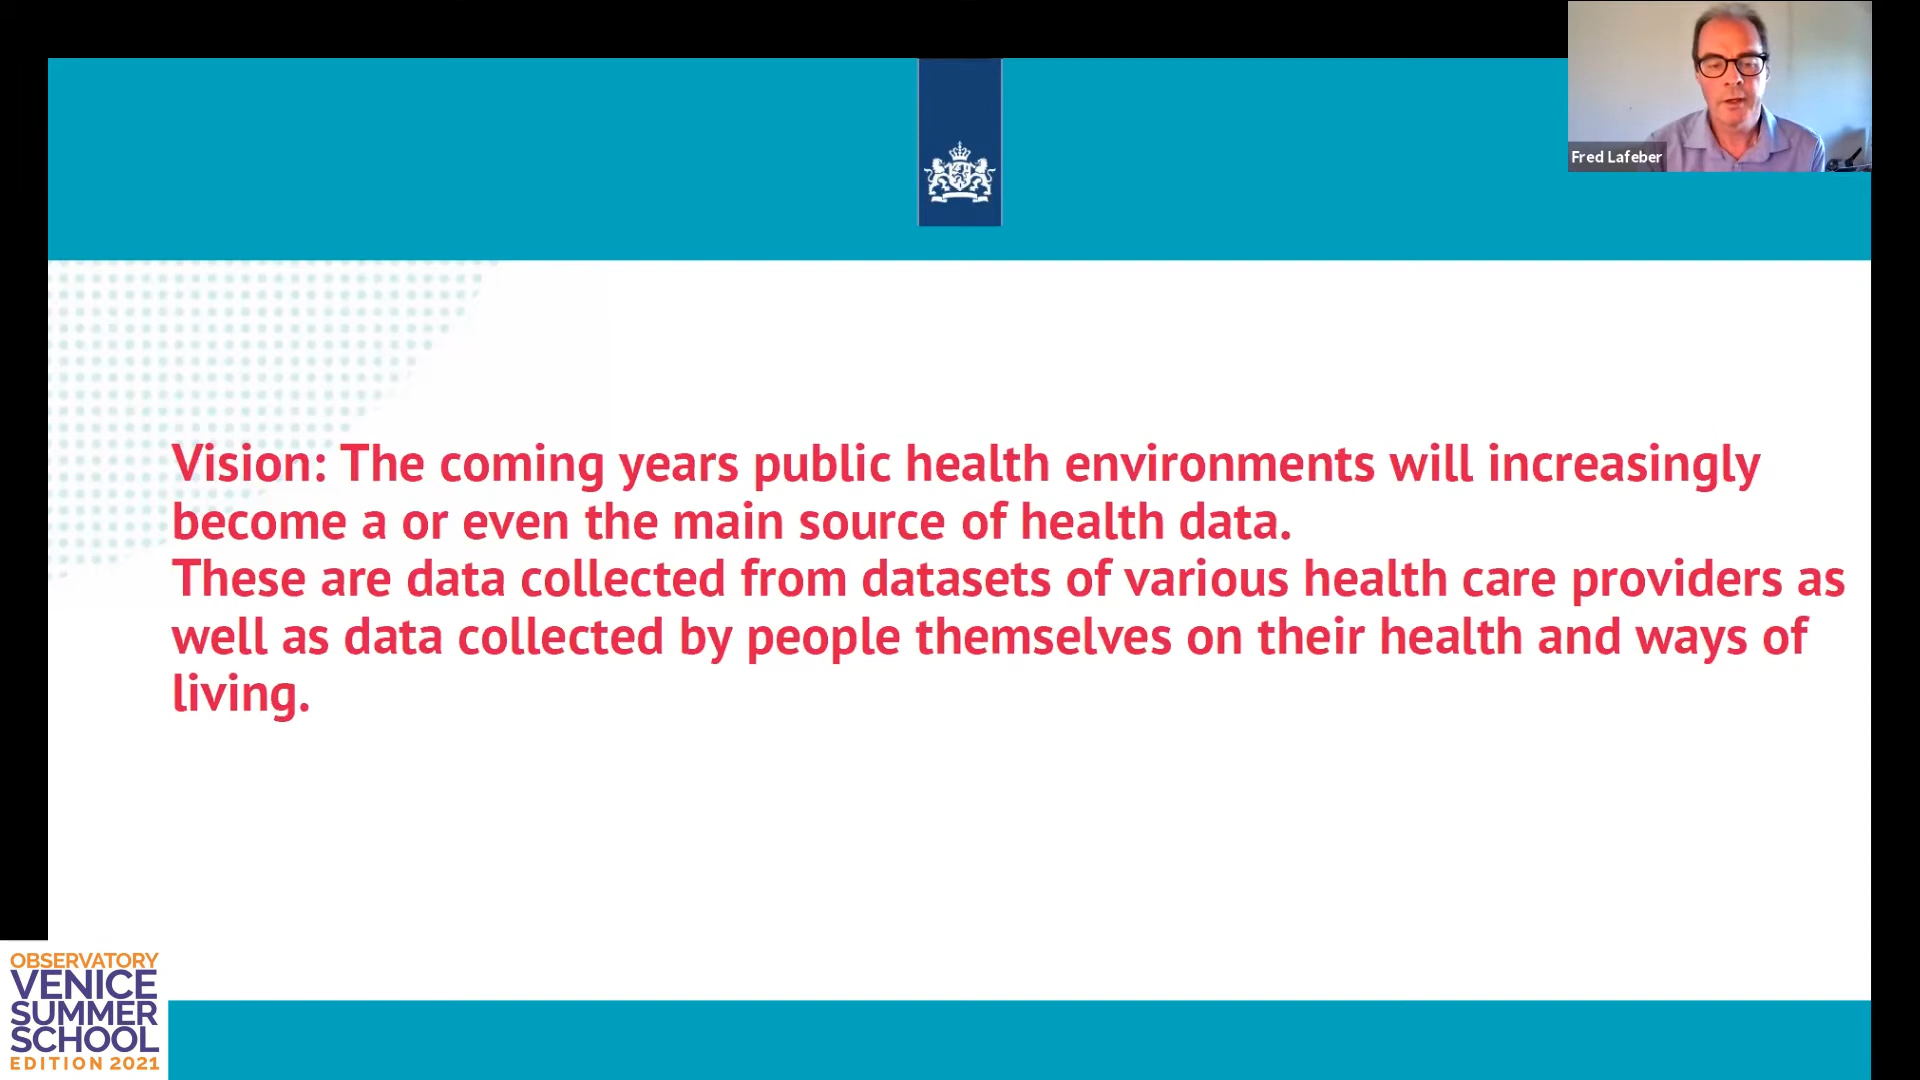 Fred Lafeber
Vision: The coming years public health environments will increasingly
become a or even the main source of health data.
These are data collected from datasets of various health care providers as
well as data collected by people themselves on their health and ways of
living.
OBSERVATORY
VENICE
SUMMER
SCHOOL
EDITION 2021